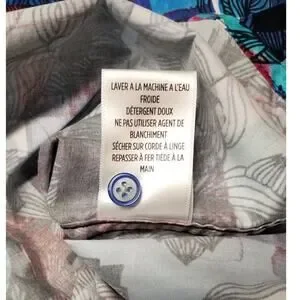 LAVER A LA MACHINE A L'EAU
FROIDE
DÉTERGENT DOUX
NE PAS UTILISER AGENT DE
BLANCHIMENT
SÉCHER SUR CORDE À LINGE
REPASSER À FER TIEDE À LA
MAIN